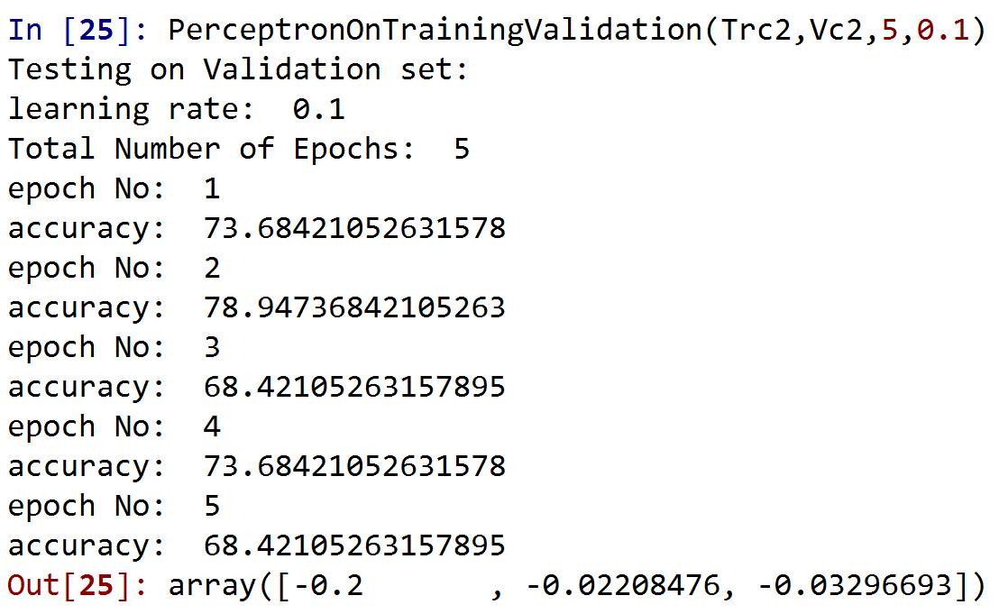 In [25]: PerceptronOnTrainingValidation(Trc2,Vc2,5,0.1)
Testing on Validation set:
learning rate:  0.1
Total Number of Epochs:  5
epoch No:  1
accuracy:  73.68421052631578
epoch No:  2
accuracy:  78.94736842105263
epoch No:  3
accuracy:  68.42105263157895
epoch No:  4
accuracy:  73.68421052631578
epoch No:  5
accuracy:  68.42105263157895
Out[25]: array([-0.2       , -0.02208476, -0.03296693])